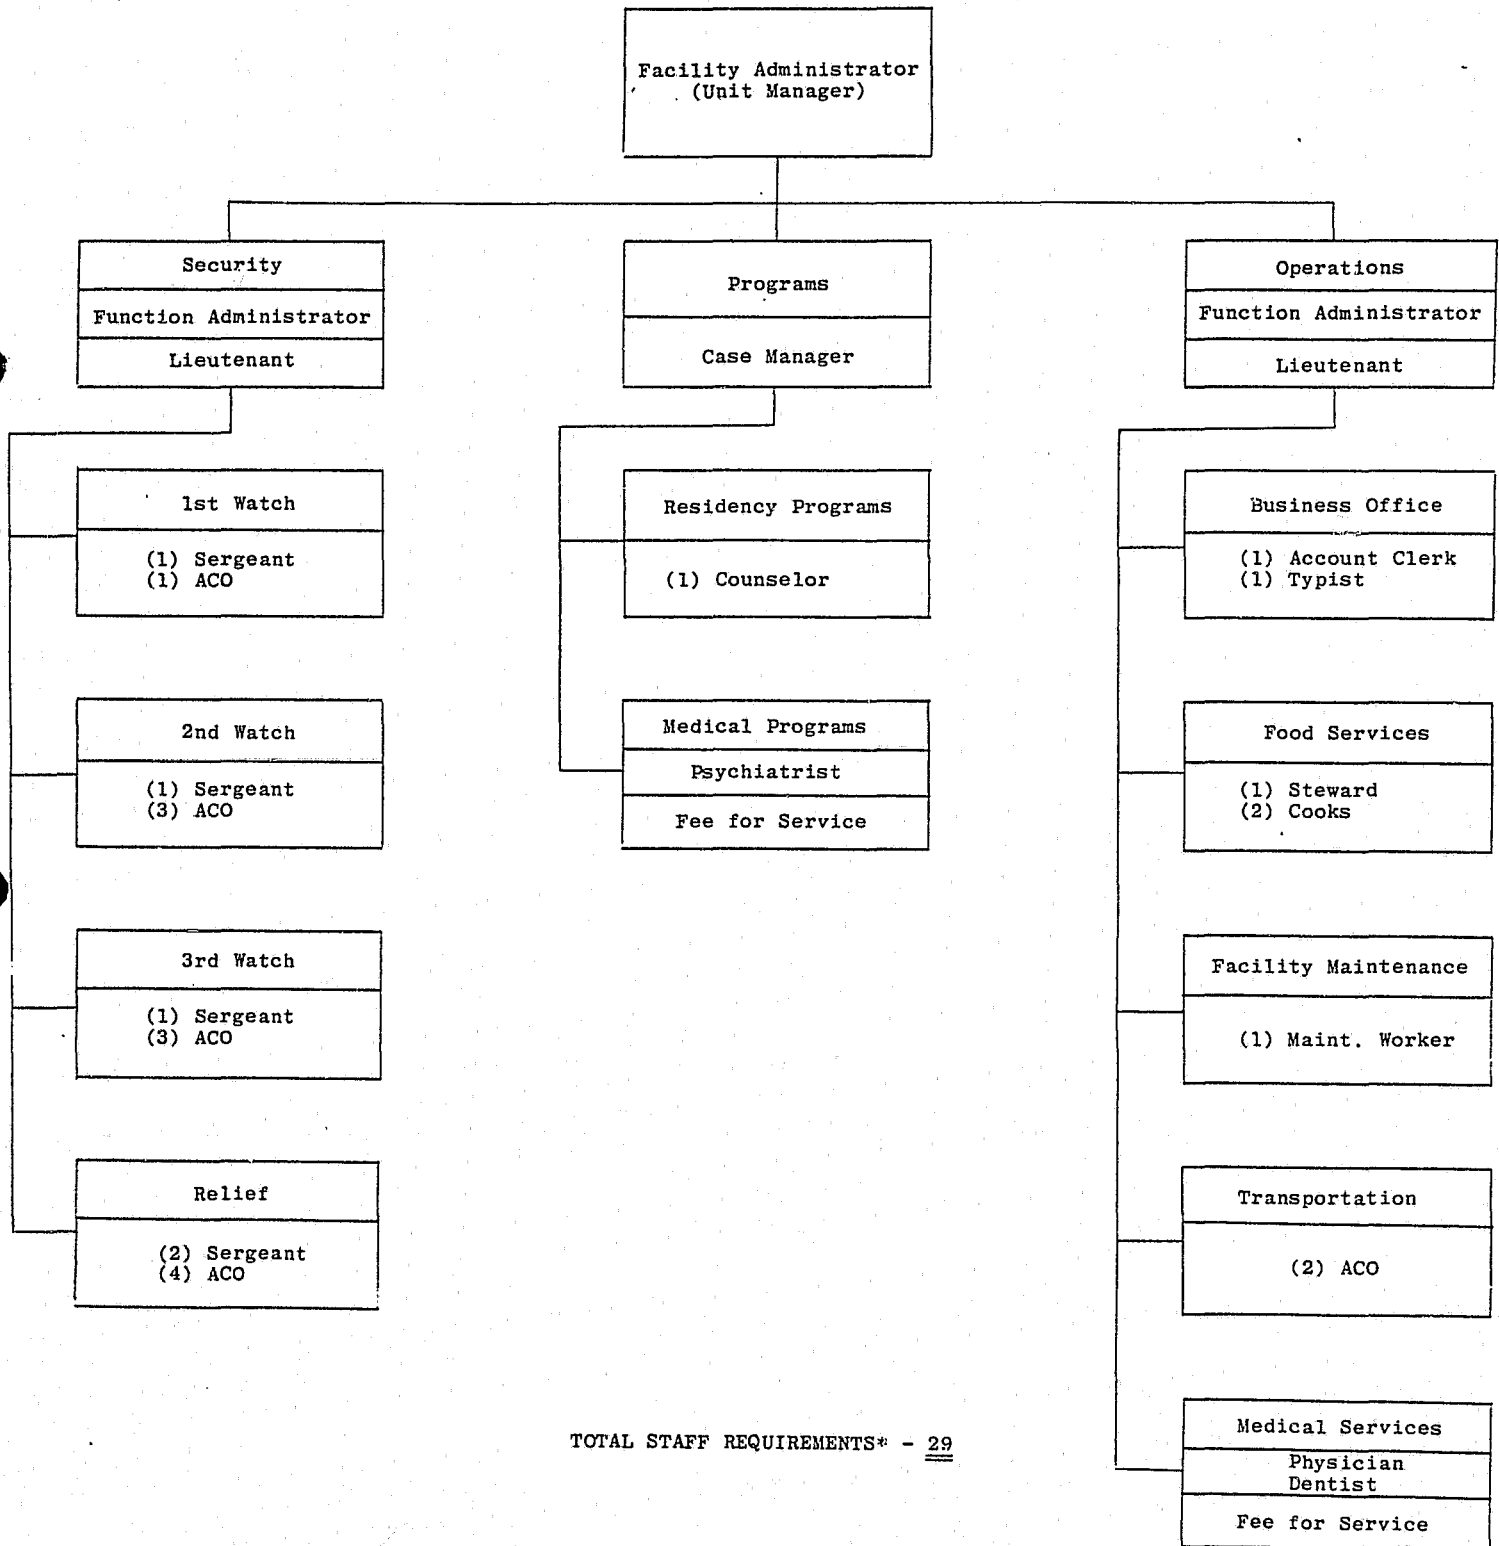 Facility Administrator
(Unit Manager)
Security
Function Administrator
Lieutenant
Programs
Case Manager
Operations
Function Administrator
Lieutenant
1st Watch
(1) Sergeant
(1) ACO
2nd Watch
(1) Sergeant
(3) ACO
3rd Watch
(1) Sergeant
(3) ACO
Relief
(2) Sergeant
(4) ACO
Residency Programs
(1) Counselor
Medical Programs
Psychiatrist
Fee for Service
Business Office
(1) Account Clerk
(1) Typist
Food Services
(1) Steward
(2) Cooks
Facility Maintenance
(1) Maint. Worker
Transportation
(2) ACO
Medical Services
Physician
Dentist
Fee for Service
TOTAL STAFF REQUIREMENTS* - 29